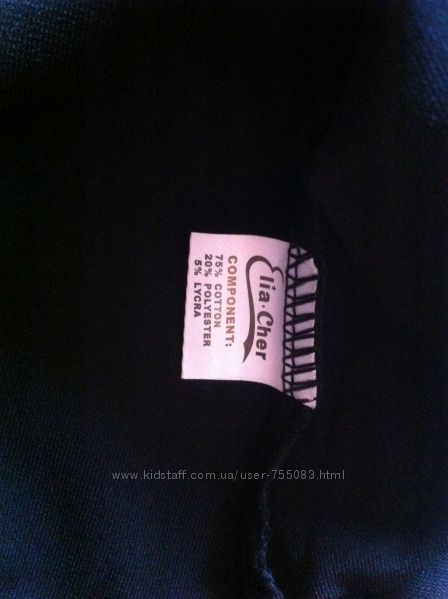 Elia·Cher
COMPONENT:
75% COTTON
20% POLYESTER
5% LYCRA
www.kidstaff.com.ua/user-755083.html